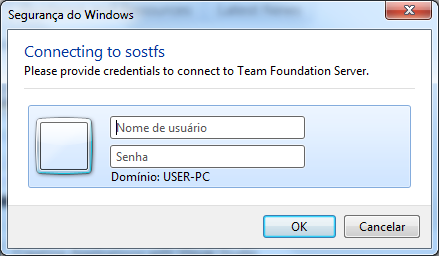 Segurança do Windows
Connecting to sostfs
Please provide credentials to connect to Team Foundation Server.
Nome de usuário
Senha
Domínio: USER-PC
OK
Cancelar